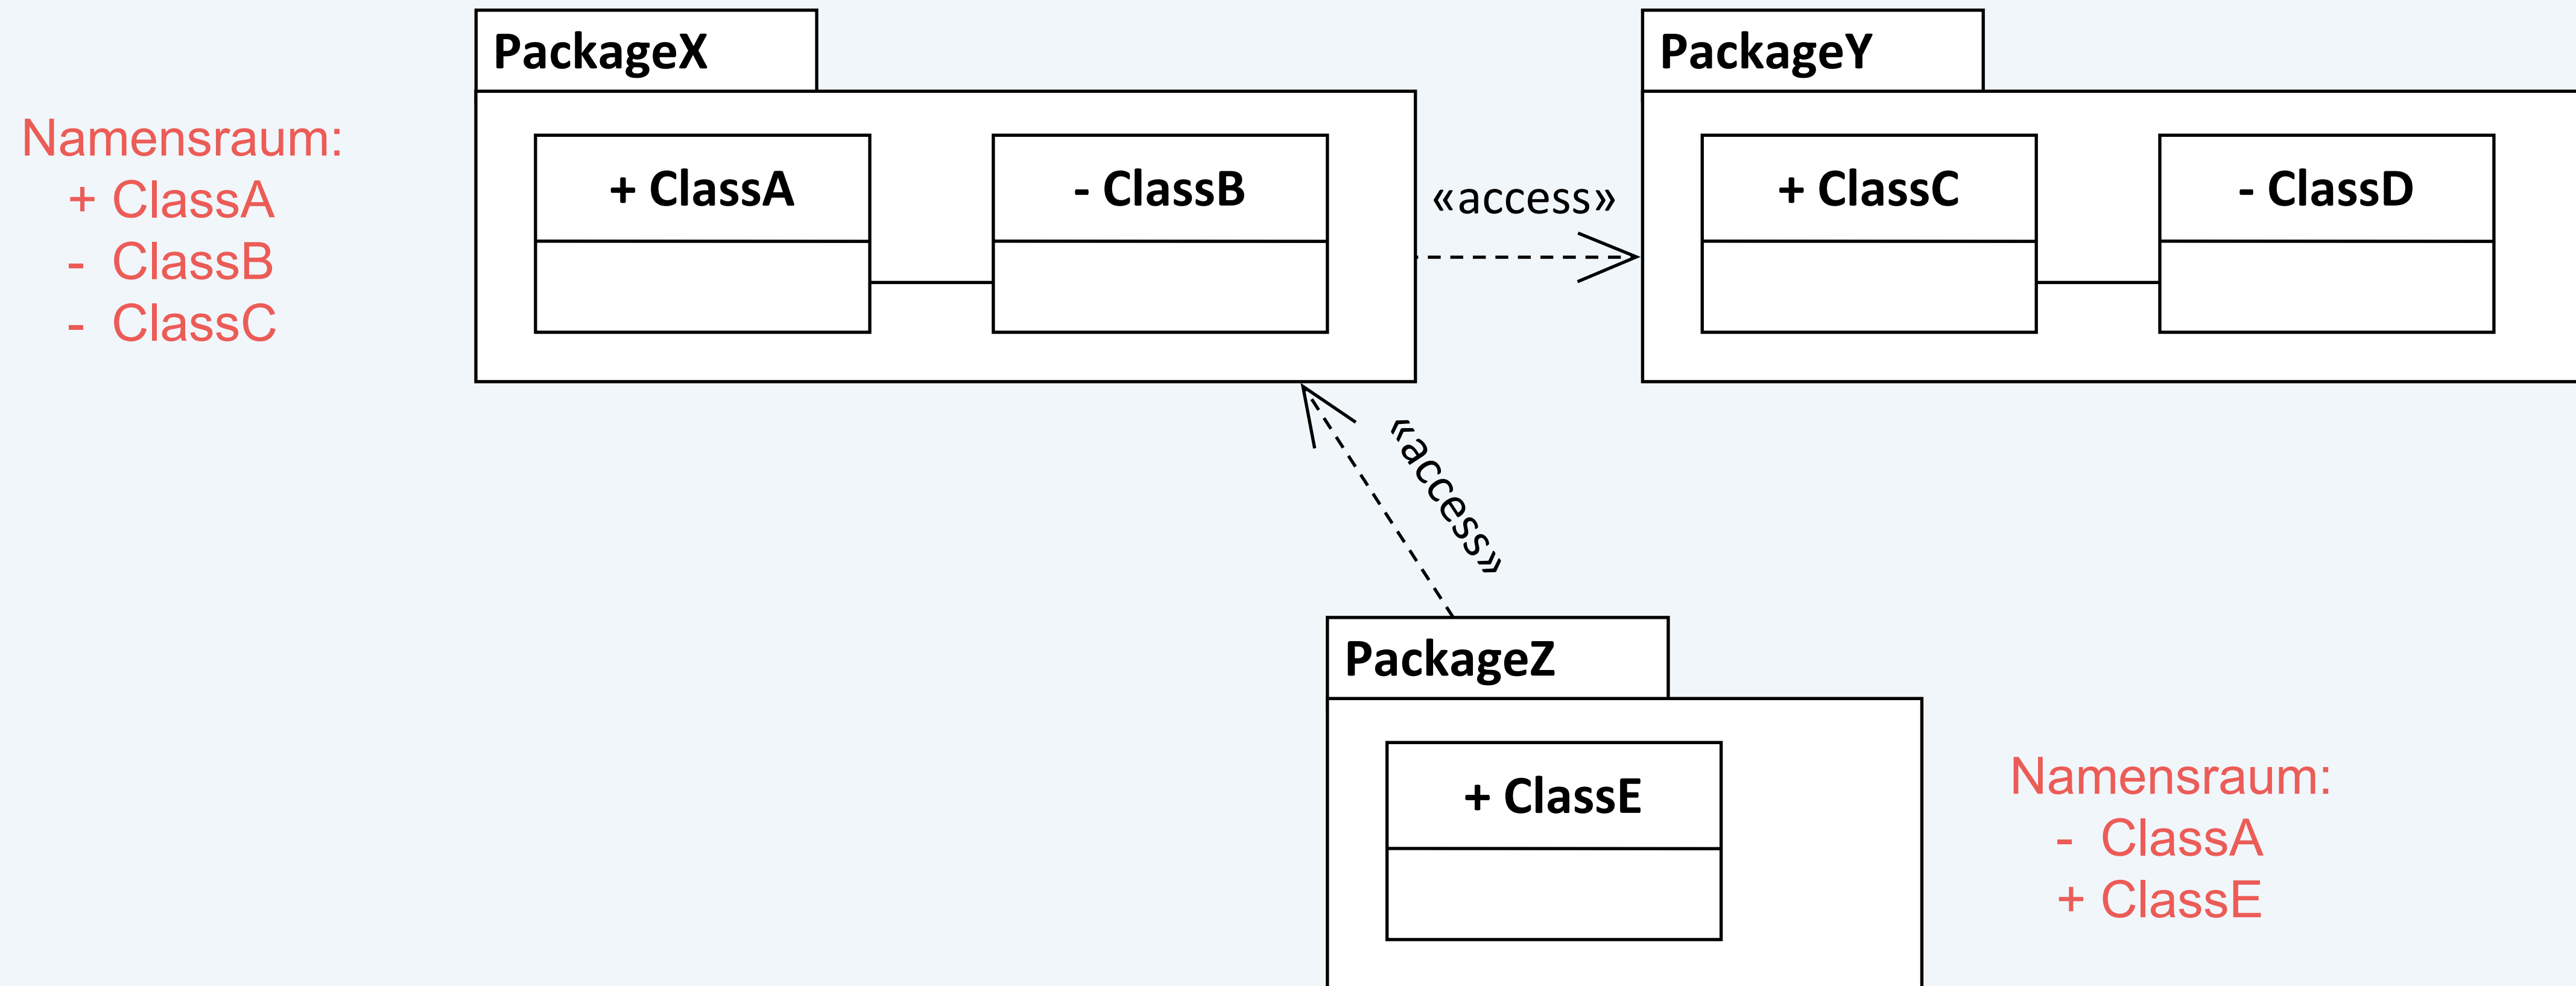 PackageX
PackageY
Namensraum:
+ ClassA
- ClassB
- ClassC
+ ClassA
- ClassB
«access»
+ ClassC
- ClassD
«access»
PackageZ
+ ClassE
Namensraum:
- ClassA
+ ClassE